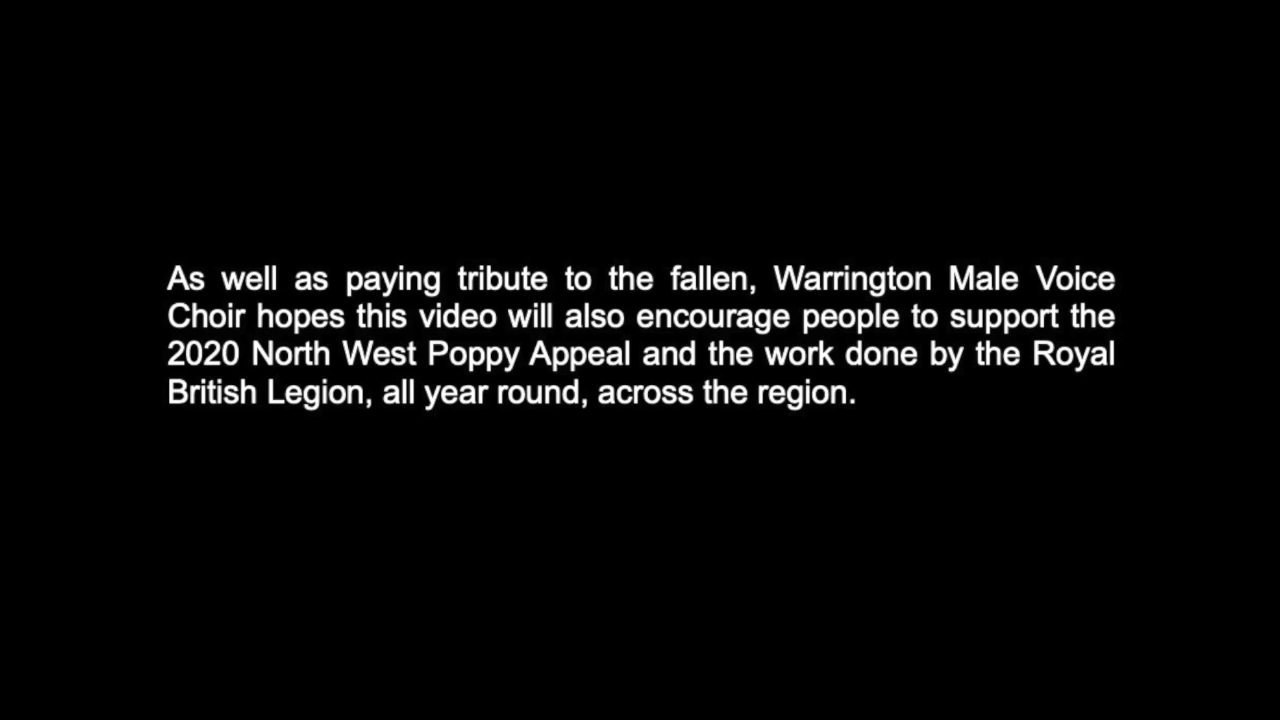 As well as paying tribute to the fallen, Warrington Male Voice
Choir hopes this video will also encourage people to support the
2020 North West Poppy Appeal and the work done by the Royal
British Legion, all year round, across the region.